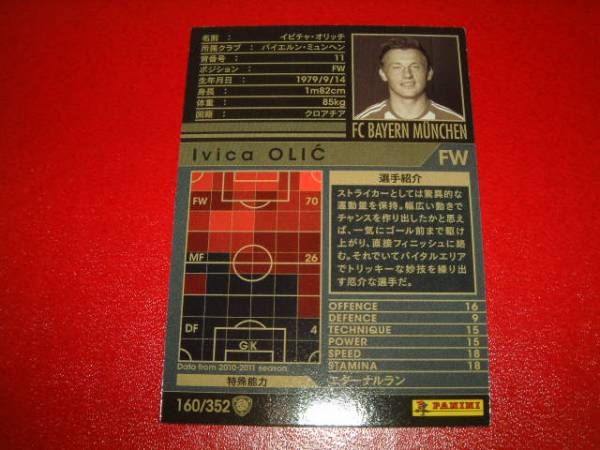 名前 : イビチャ・オリッチ
所属クラブ : バイエルン・ミュンヘン
背番号 : 11
ポジション : FW
生年月日 : 1979/9/14
身長 : 1m82cm
体重 : 85kg
国籍 : クロアチア
FC BAYERN MÜNCHEN
Ivica OLIĆ
FW
FW 70
MF 26
DF 4
GK
Data from 2010-2011 season.
選手紹介
ストライカーとしては驚異的な
運動量を保持。幅広い動きで
チャンスを作り出したかと思え
ば、一気にゴール前まで駆け
上がり、直接フィニッシュに絡
む。それでいてバイタルエリア
でトリッキーな妙技を繰り出
す厄介な選手だ。
OFFENCE 16
DEFENCE 9
TECHNIQUE 15
POWER 15
SPEED 18
STAMINA 18
特殊能力 エターナルラン
160/352
PANINI